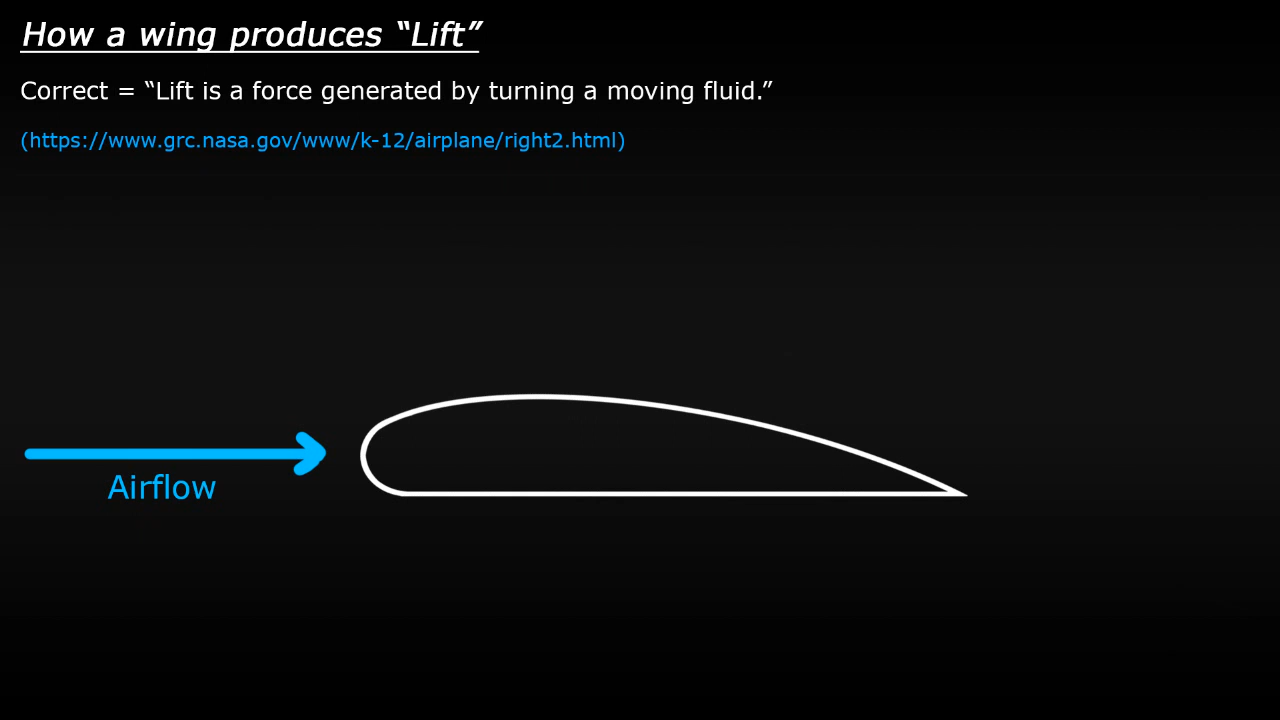 How a wing produces “Lift”
Correct = “Lift is a force generated by turning a moving fluid.”
(https://www.grc.nasa.gov/www/k-12/airplane/right2.html)
Airflow